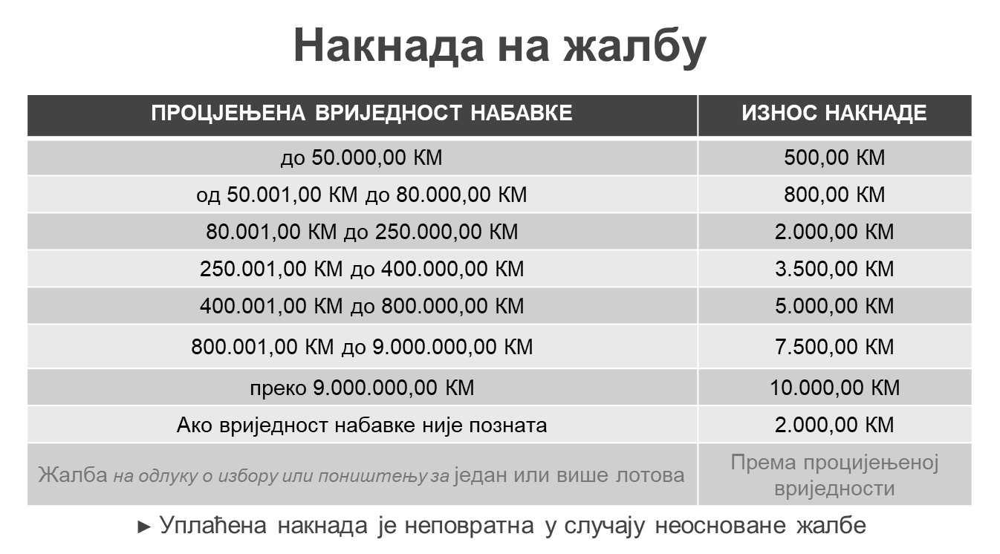 Накнада на жалбу
ПРОЦЈЕЊЕНА ВРИЈЕДНОСТ НАБАВКЕ ИЗНОС НАКНАДЕ
до 50.000,00 КМ 500,00 КМ
од 50.001,00 КМ до 80.000,00 КМ 800,00 КМ
80.001,00 КМ до 250.000,00 КМ 2.000,00 КМ
250.001,00 КМ до 400.000,00 КМ 3.500,00 КМ
400.001,00 КМ до 800.000,00 КМ 5.000,00 КМ
800.001,00 КМ до 9.000.000,00 КМ 7.500,00 КМ
преко 9.000.000,00 КМ 10.000,00 КМ
Ако вриједност набавке није позната 2.000,00 КМ
Жалба на одлуку о избору или поништењу за један или више лотова Према процијењеној
вриједности
► Уплаћена накнада је неповратна у случају неосноване жалбе